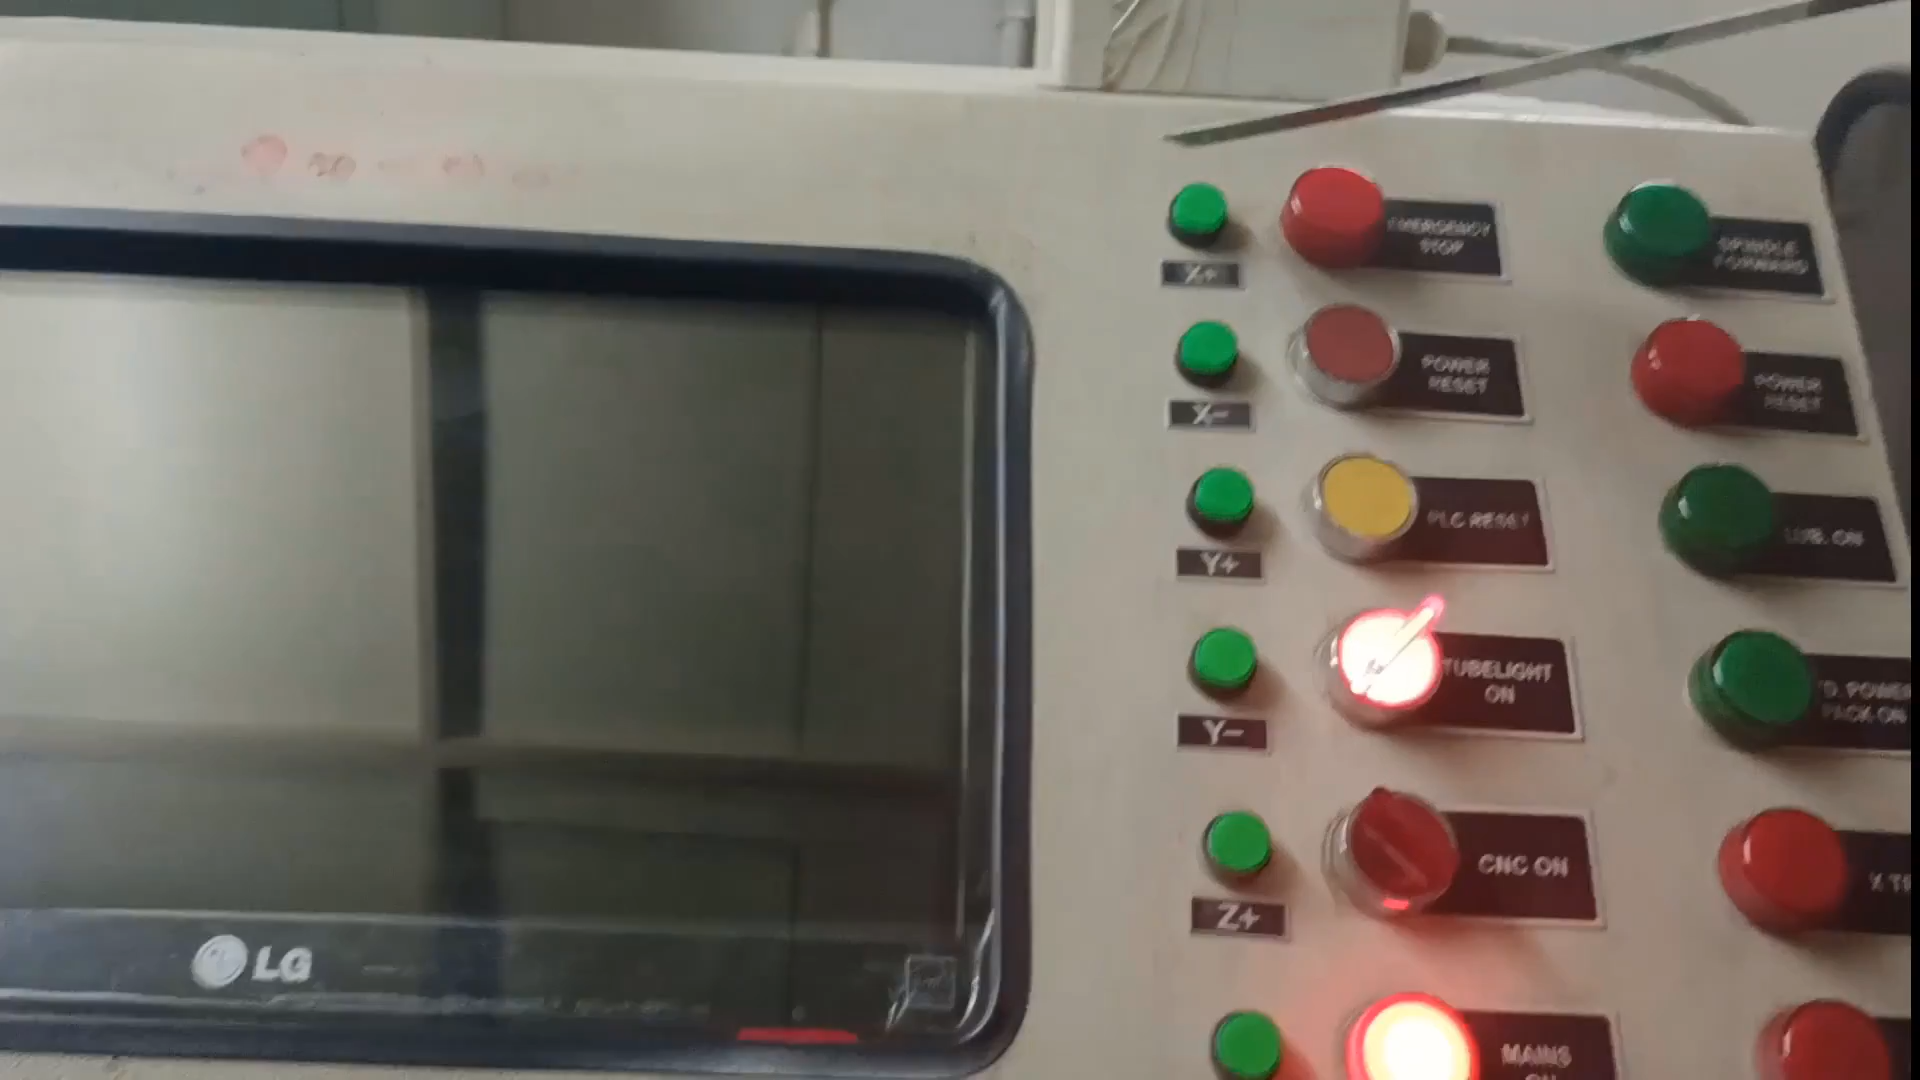 X+
EMERGENCY
STOP
SPINDLE
FORWARD
X-
POWER
RESET
POWER
RESET
Y+
PLC RESET
LUB. ON
Y-
TUBELIGHT
ON
D. POWER
PACK ON
Z+
CNC ON
X TR
LG
MAINS
ON